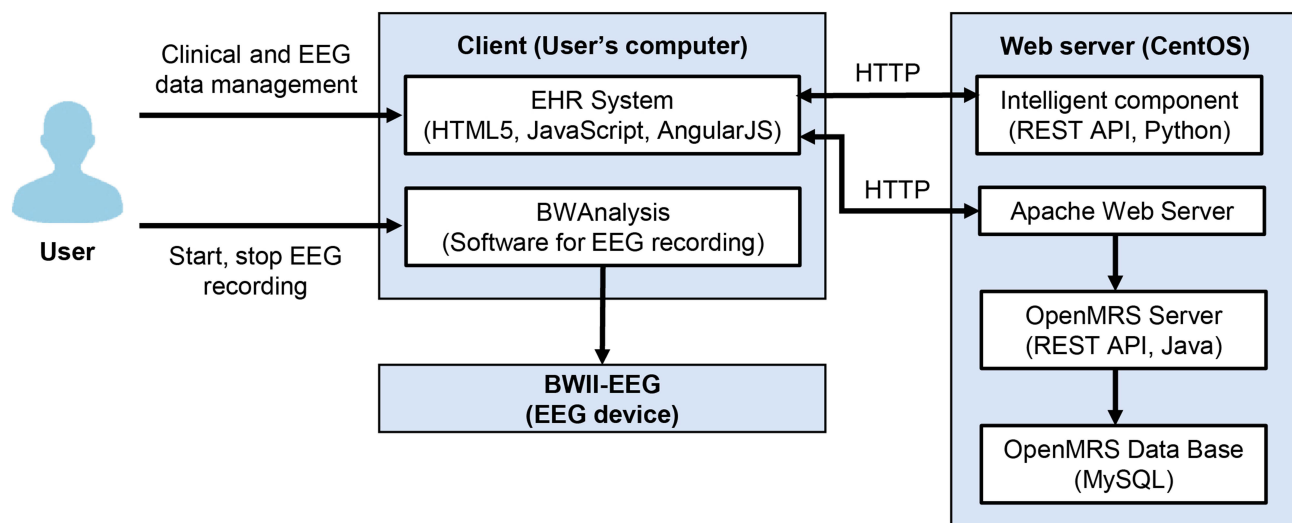 Clinical and EEG
data management
User
Start, stop EEG
recording
Client (User's computer)
EHR System
(HTML5, JavaScript, AngularJS)
BWAnalysis
(Software for EEG recording)
BWII-EEG
(EEG device)
HTTP
HTTP
Web server (CentOS)
Intelligent component
(REST API, Python)
Apache Web Server
OpenMRS Server
(REST API, Java)
OpenMRS Data Base
(MySQL)